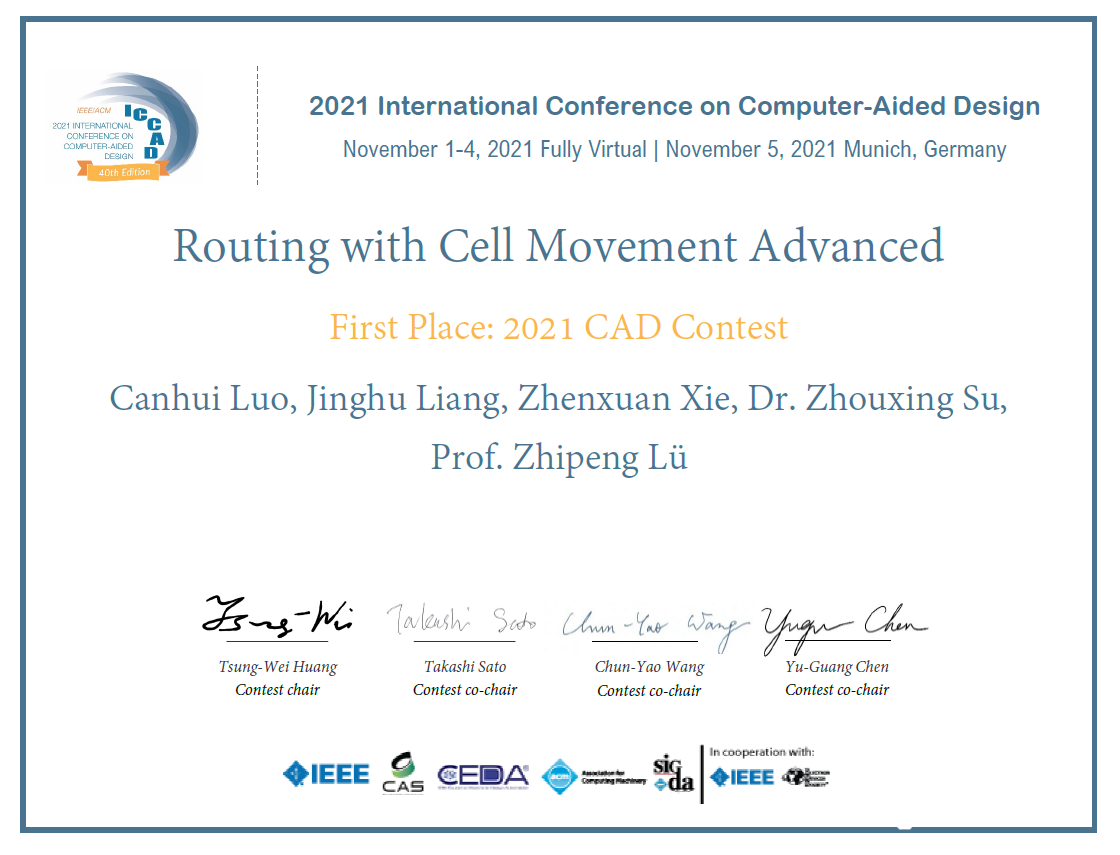 IEEE/ACM
ICCAD
2021 INTERNATIONAL
CONFERENCE ON
COMPUTER-AIDED
DESIGN
40th Edition
2021 International Conference on Computer-Aided Design
November 1-4, 2021 Fully Virtual | November 5, 2021 Munich, Germany
Routing with Cell Movement Advanced
First Place: 2021 CAD Contest
Canhui Luo, Jinghu Liang, Zhenxuan Xie, Dr. Zhouxing Su,
Prof. Zhipeng Lü
Tsung-Wei Takashi Sato Chun-Yao Wang Yuguang Chen
Tsung-Wei Huang Takashi Sato Chun-Yao Wang Yu-Guang Chen
Contest chair Contest co-chair Contest co-chair Contest co-chair
In cooperation with:
IEEE CAS CEDA acm Association for Computing Machinery sigda IEEE